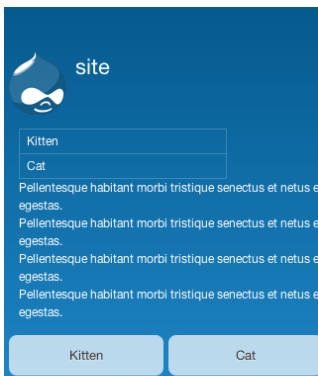 site
Kitten
Cat
Pellentesque habitant morbi tristique senectus et netus e
egestas.
Pellentesque habitant morbi tristique senectus et netus e
egestas.
Pellentesque habitant morbi tristique senectus et netus e
egestas.
Pellentesque habitant morbi tristique senectus et netus e
egestas.
Kitten Cat